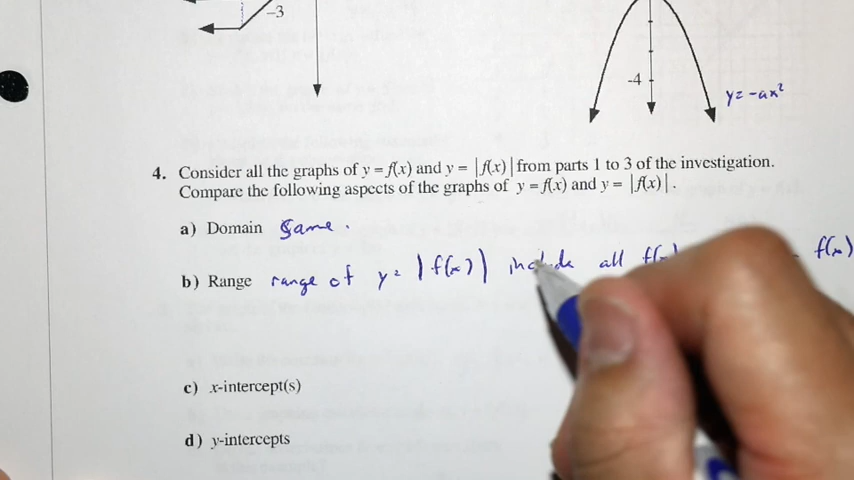 -3
-4
y = -ax²
4. Consider all the graphs of y = f(x) and y = |f(x)| from parts 1 to 3 of the investigation.
Compare the following aspects of the graphs of y = f(x) and y = |f(x)|.
a) Domain Same.
b) Range range of y = |f(x)| include all f(x)
c) x-intercept(s)
d) y-intercepts